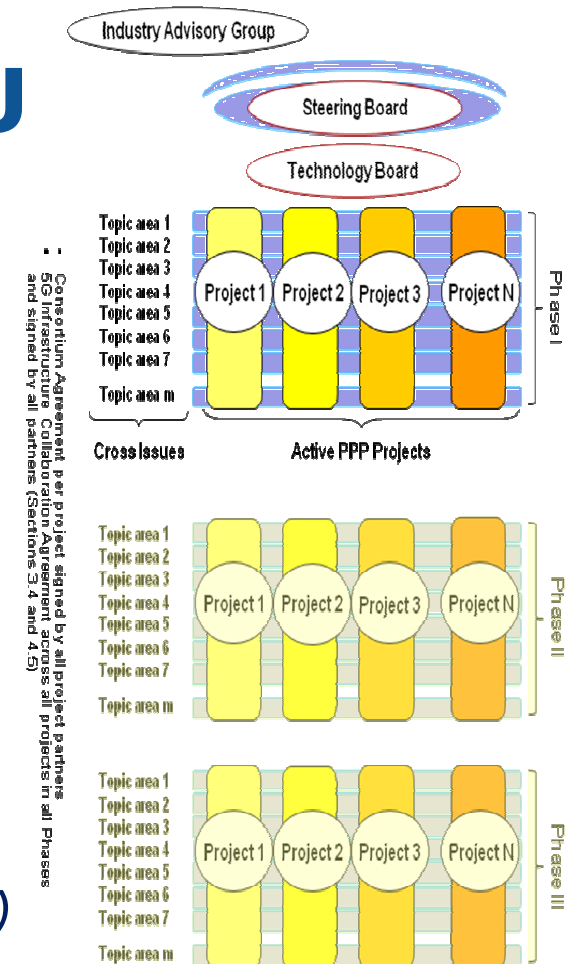 Industry Advisory Group
U
Steering Board
Technology Board
Topic area 1
Topic area 2
Topic area 3
Topic area 4
Topic area 5
Topic area 6
Topic area 7
Topic area m
Project 1
Project 2
Project 3
Project N
Phase I
Cross Issues
Active PPP Projects
- Consortium Agreement per project signed by all project partners
- 5G Infrastructure Collaboration Agreement across all projects in all Phases
and signed by all partners (Sections 3.4 and 4.5)
Topic area 1
Topic area 2
Topic area 3
Topic area 4
Topic area 5
Topic area 6
Topic area 7
Topic area m
Project 1
Project 2
Project 3
Project N
Phase II
Topic area 1
Topic area 2
Topic area 3
Topic area 4
Topic area 5
Topic area 6
Topic area 7
Topic area m
Project 1
Project 2
Project 3
Project N
Phase III
)